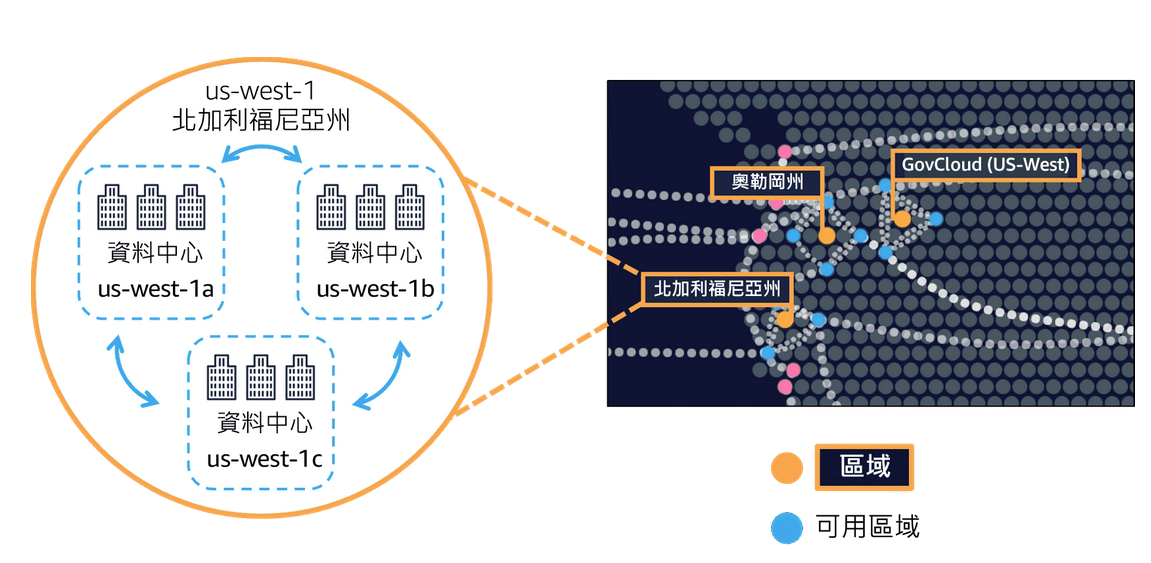 us-west-1
北加利福尼亞州
資料中心
us-west-1a
資料中心
us-west-1b
資料中心
us-west-1c
奧勒岡州
GovCloud (US-West)
北加利福尼亞州
區域
可用區域